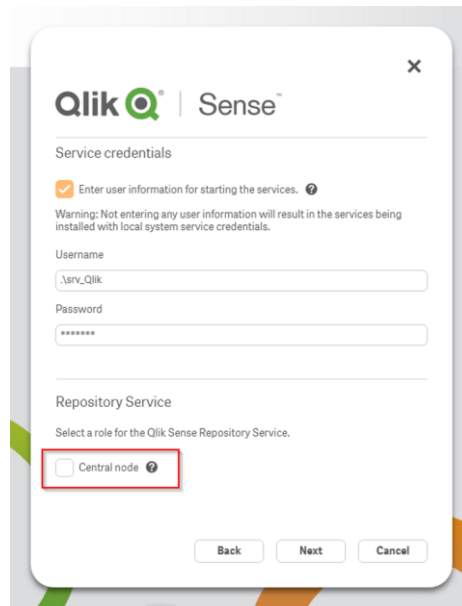 Qlik Q® | Sense™
Service credentials
Enter user information for starting the services.
Warning: Not entering any user information will result in the services being
installed with local system service credentials.
Username
.\srv_Qlik
Password
*******
Repository Service
Select a role for the Qlik Sense Repository Service.
Central node
Back Next Cancel